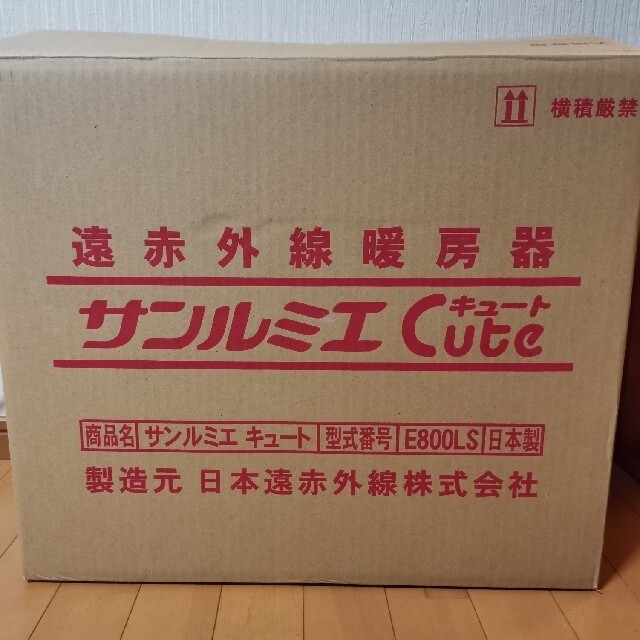 横積厳禁
遠赤外線暖房器
サンルミエ Cute キュート
商品名 サンルミエ キュート 型式番号 E800LS 日本製
製造元 日本遠赤外線株式会社